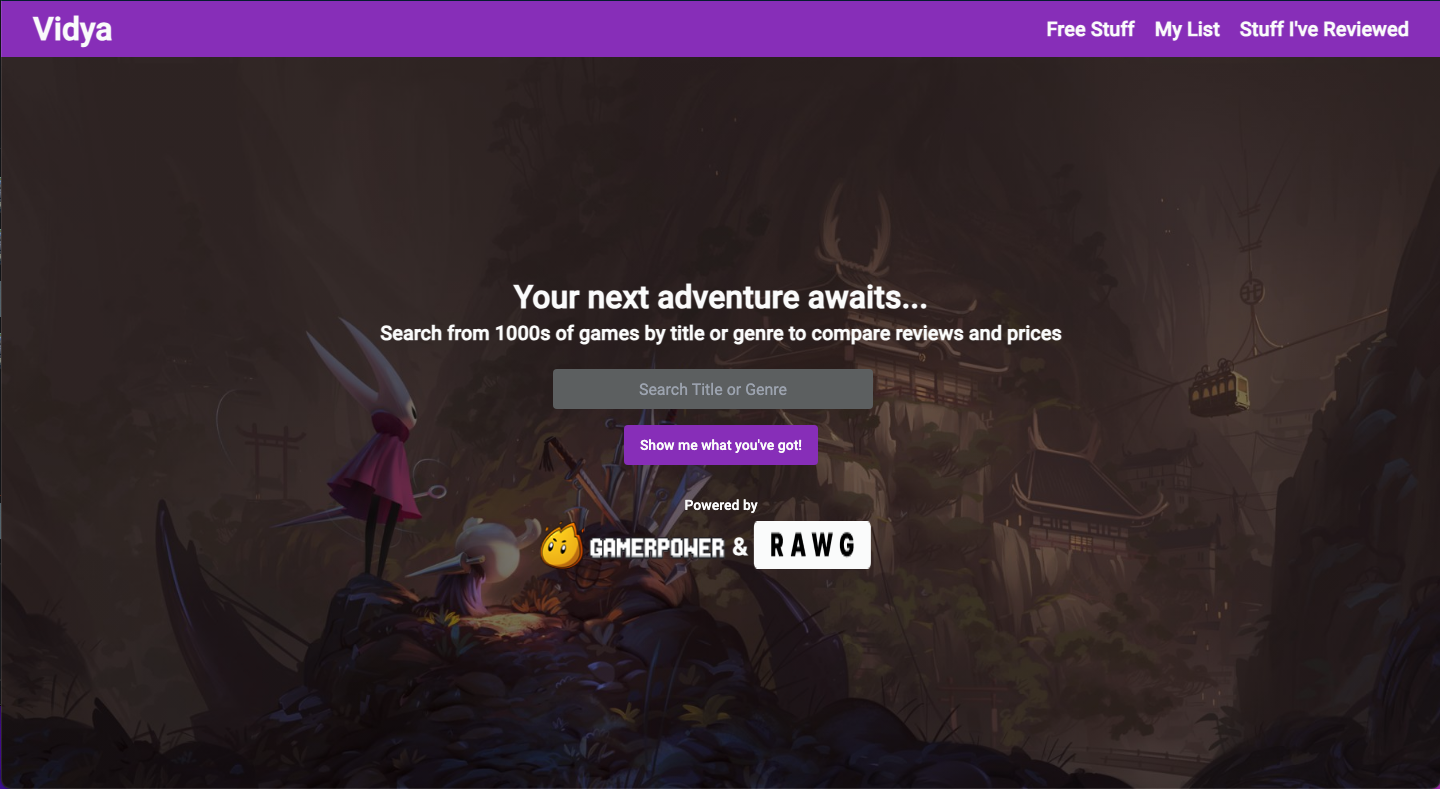 Vidya
Free Stuff
My List
Stuff I've Reviewed
Your next adventure awaits...
Search from 1000s of games by title or genre to compare reviews and prices
Search Title or Genre
Show me what you've got!
Powered by
GAMERPOWER & RAWG